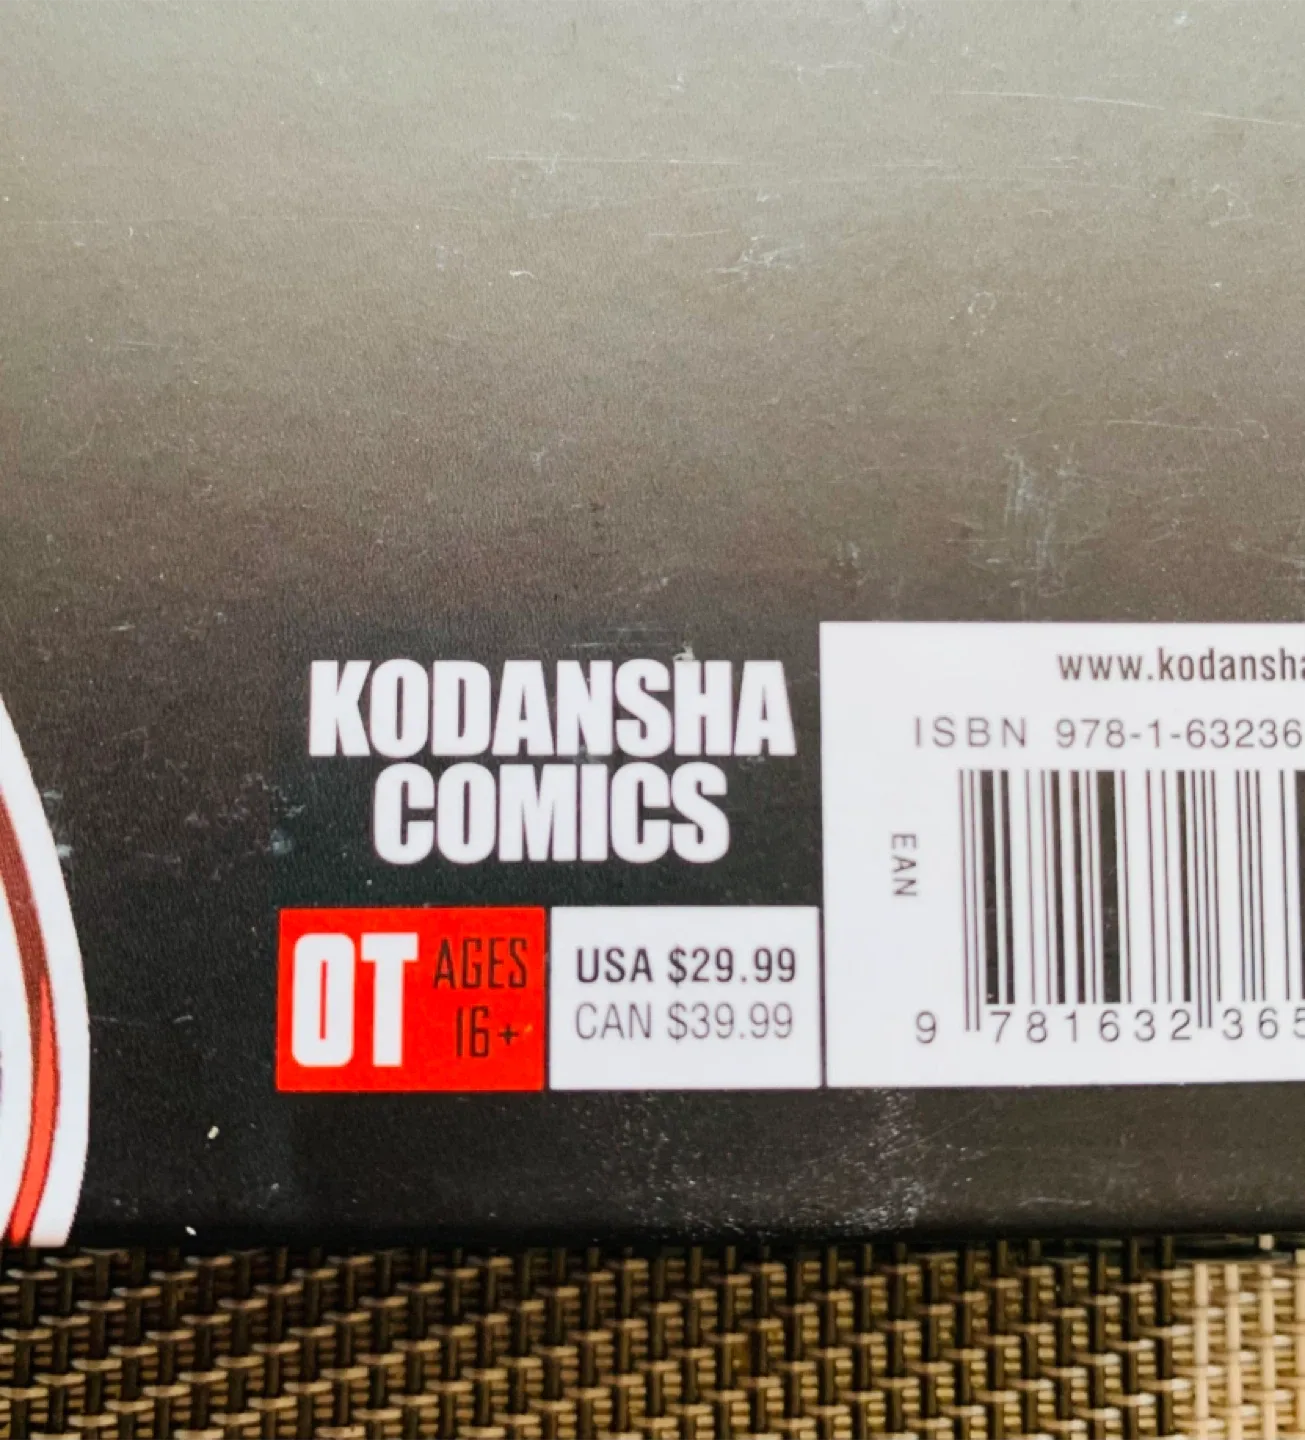 KODANSHA
COMICS
OT AGES
16+
USA $29.99
CAN $39.99
www.kodansha
ISBN 978-1-63236
EAN
9 781632 365